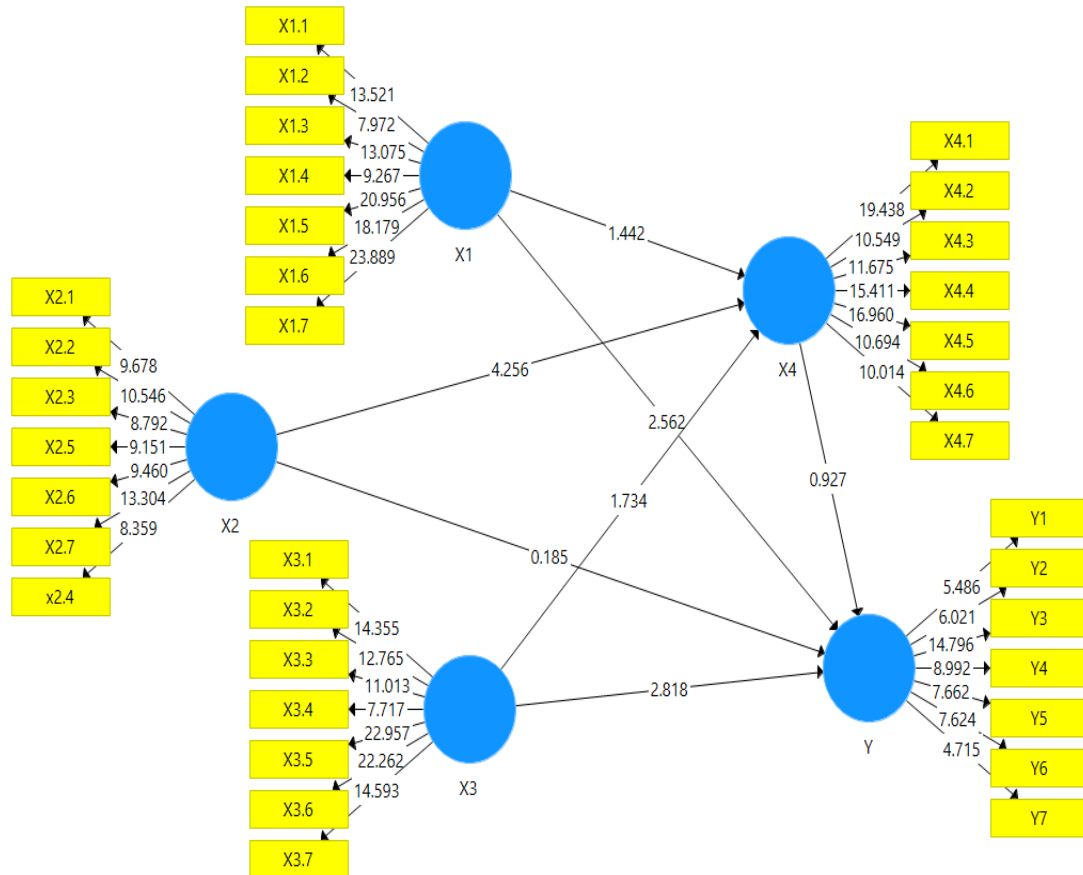 X1.1
X1.2
X1.3
X1.4
X1.5
X1.6
X1.7
13.521
7.972
13.075
9.267
20.956
18.179
23.889
X1
X2.1
X2.2
X2.3
X2.5
X2.6
X2.7
x2.4
9.678
10.546
8.792
9.151
9.460
13.304
8.359
X2
X3.1
X3.2
X3.3
X3.4
X3.5
X3.6
X3.7
14.355
12.765
11.013
7.717
22.957
22.262
14.593
X3
1.442
4.256
2.562
1.734
0.185
2.818
0.927
X4
19.438
10.549
11.675
15.411
16.960
10.694
10.014
X4.1
X4.2
X4.3
X4.4
X4.5
X4.6
X4.7
Y
5.486
6.021
14.796
8.992
7.662
7.624
4.715
Y1
Y2
Y3
Y4
Y5
Y6
Y7